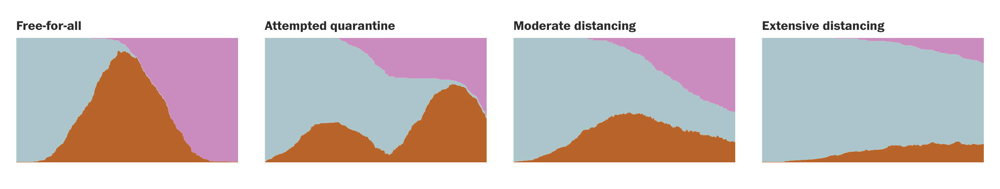 Free-for-all
Attempted quarantine
Moderate distancing
Extensive distancing